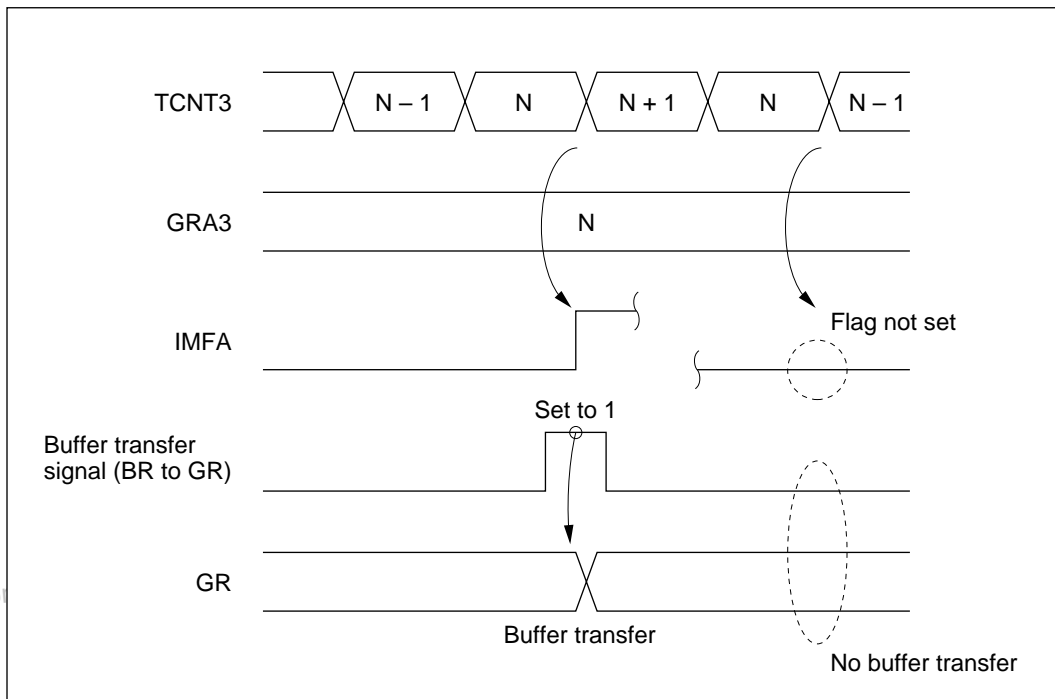 TCNT3
N – 1
N
N + 1
N
N – 1
GRA3
N
IMFA
Flag not set
Set to 1
Buffer transfer
signal (BR to GR)
GR
Buffer transfer
No buffer transfer